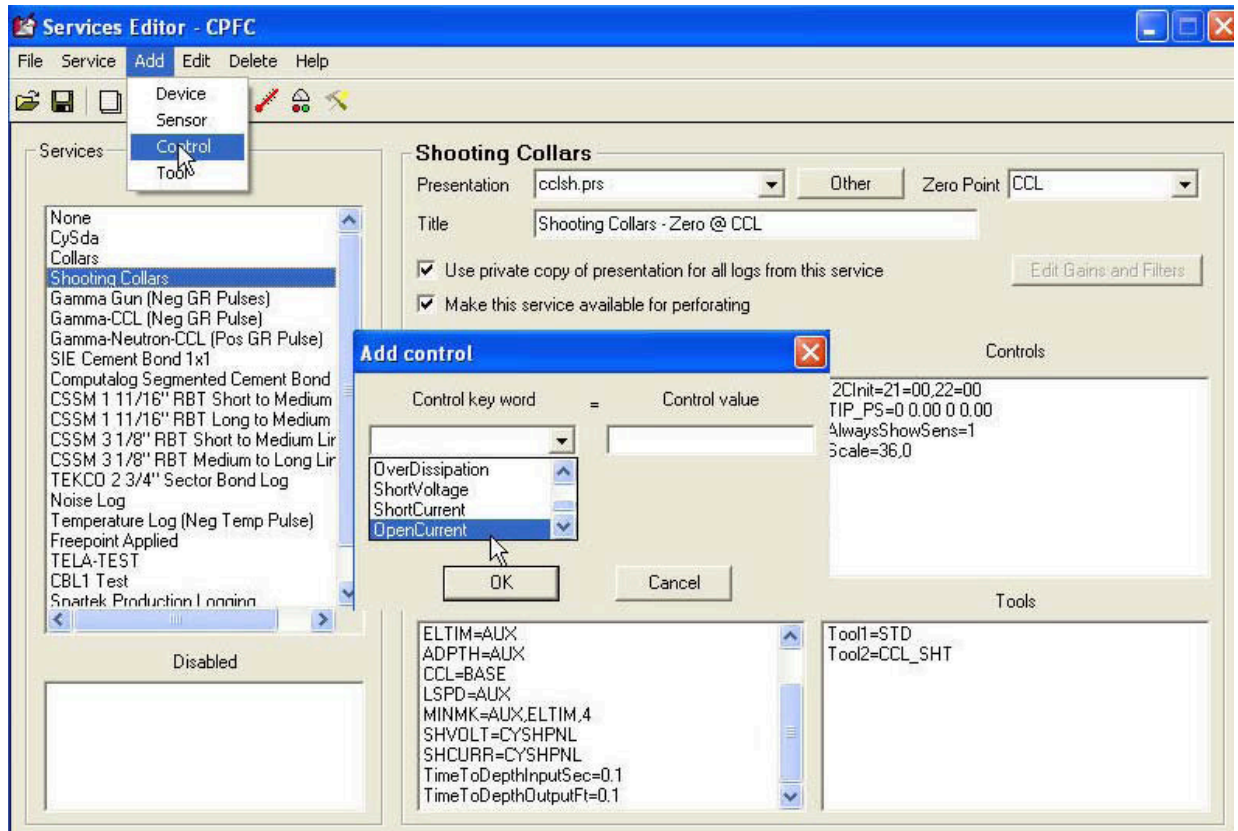 Services Editor - CPFC
File Service Add Edit Delete Help
Device
Sensor
Control
Tool
Services
None
CySda
Collars
Shooting Collars
Gamma Gun (Neg GR Pulses)
Gamma-CCL (Neg GR Pulse)
Gamma-Neutron-CCL (Pos GR Pulse)
SIE Cement Bond 1x1
Computalog Segmented Cement Bond
CSSM 1 11/16" RBT Short to Medium
CSSM 1 11/16" RBT Long to Medium
CSSM 3 1/8" RBT Short to Medium Lir
CSSM 3 1/8" RBT Medium to Long Lir
TEKCO 2 3/4" Sector Bond Log
Noise Log
Temperature Log (Neg Temp Pulse)
Freepoint Applied
TELA-TEST
CBL1 Test
Spartek Production Logging
Disabled
Shooting Collars
Presentation cclsh.prs Other Zero Point CCL
Title Shooting Collars - Zero @ CCL
Use private copy of presentation for all logs from this service Edit Gains and Filters
Make this service available for perforating
Add control
Control key word = Control value
OverDissipation
ShortVoltage
ShortCurrent
OpenCurrent
OK Cancel
Controls
2CInit=21=00,22=00
TIP_PS=0 0.00 0 0.00
AlwaysShowSens=1
Scale=36,0
ELTIM=AUX
ADPTH=AUX
CCL=BASE
LSPD=AUX
MINMK=AUX,ELTIM,4
SHVOLT=CYSHPNL
SHCURR=CYSHPNL
TimeToDepthInputSec=0.1
TimeToDepthOutputFt=0.1
Tools
Tool1=STD
Tool2=CCL_SHT